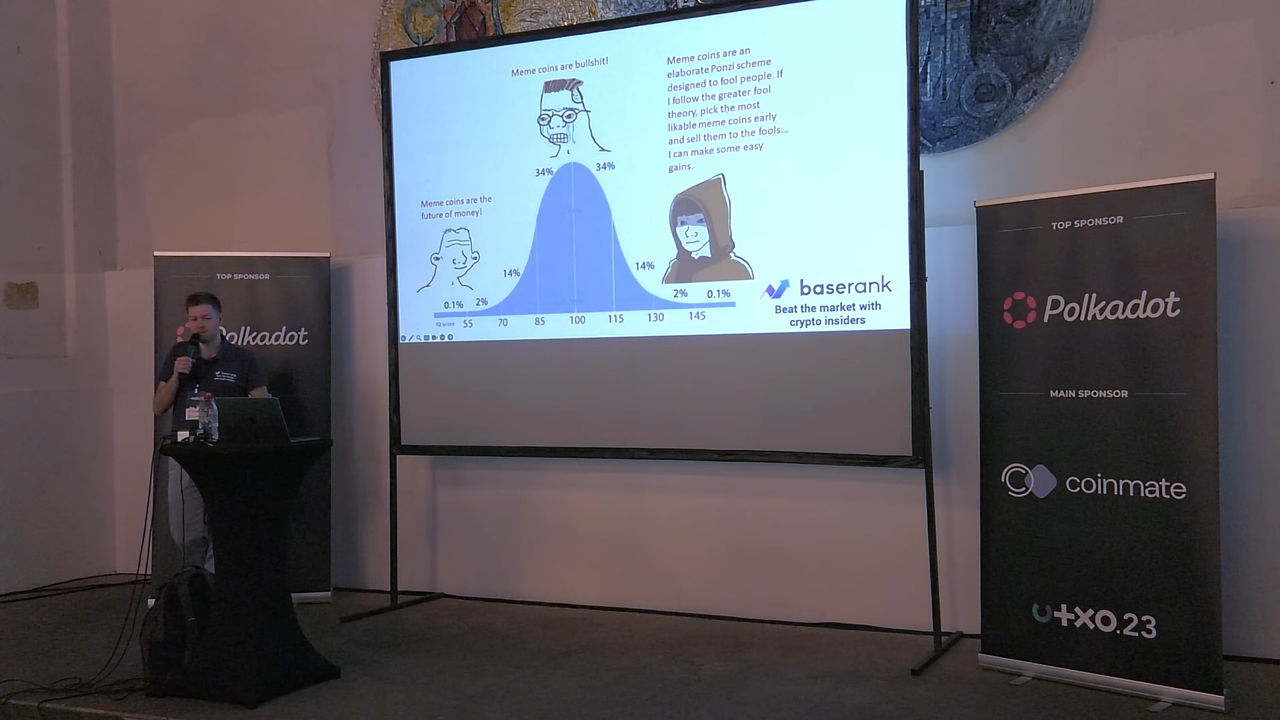 Meme coins are bullshit!
Meme coins are an
elaborate Ponzi scheme
designed to fool people. If
I follow the greater fool
theory, pick the most
likable meme coins early
and sell them to the fools...
I can make some easy
gains.
34%
34%
Meme coins are the
future of money!
14%
14%
0.1%
2%
2%
0.1%
IQ score
55
70
85
100
115
130
145
baserank
Beat the market with
crypto insiders
TOP SPONSOR
Polkadot
baserank
TOP SPONSOR
Polkadot
MAIN SPONSOR
coinmate
utxo.23